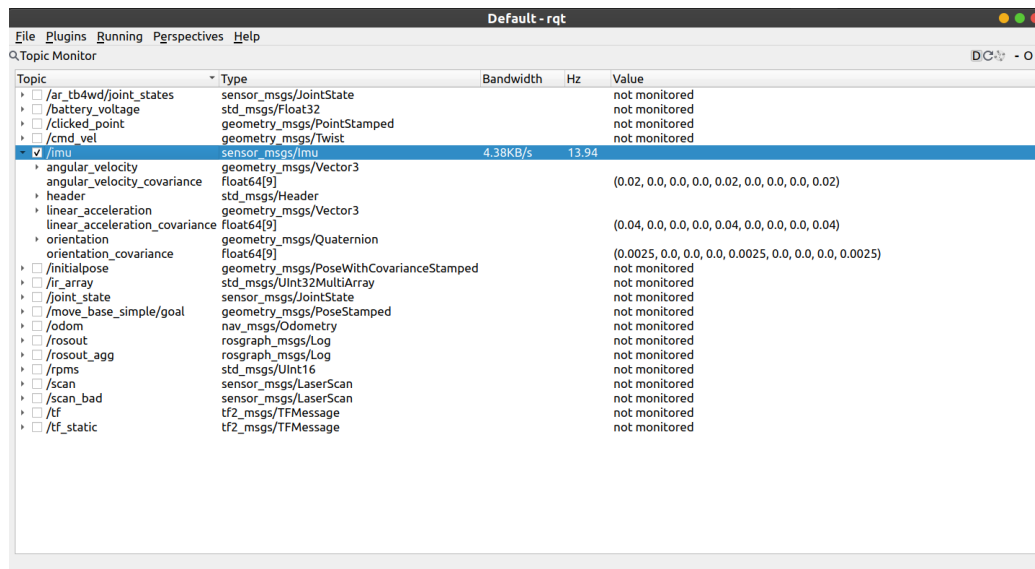 Default - rqt
File Plugins Running Perspectives Help
Topic Monitor D - O
Topic Type Bandwidth Hz Value
/ar_tb4wd/joint_states sensor_msgs/JointState not monitored
/battery_voltage std_msgs/Float32 not monitored
/clicked_point geometry_msgs/PointStamped not monitored
/cmd_vel geometry_msgs/Twist not monitored
/imu sensor_msgs/Imu 4.38KB/s 13.94
angular_velocity geometry_msgs/Vector3
angular_velocity_covariance float64[9] (0.02, 0.0, 0.0, 0.0, 0.02, 0.0, 0.0, 0.0, 0.02)
header std_msgs/Header
linear_acceleration geometry_msgs/Vector3
linear_acceleration_covariance float64[9] (0.04, 0.0, 0.0, 0.0, 0.04, 0.0, 0.0, 0.0, 0.04)
orientation geometry_msgs/Quaternion
orientation_covariance float64[9] (0.0025, 0.0, 0.0, 0.0, 0.0025, 0.0, 0.0, 0.0, 0.0025)
/initialpose geometry_msgs/PoseWithCovarianceStamped not monitored
/ir_array std_msgs/UInt32MultiArray not monitored
/joint_state sensor_msgs/JointState not monitored
/move_base_simple/goal geometry_msgs/PoseStamped not monitored
/odom nav_msgs/Odometry not monitored
/rosout rosgraph_msgs/Log not monitored
/rosout_agg rosgraph_msgs/Log not monitored
/rpms std_msgs/UInt16 not monitored
/scan sensor_msgs/LaserScan not monitored
/scan_bad sensor_msgs/LaserScan not monitored
/tf tf2_msgs/TFMessage not monitored
/tf_static tf2_msgs/TFMessage not monitored